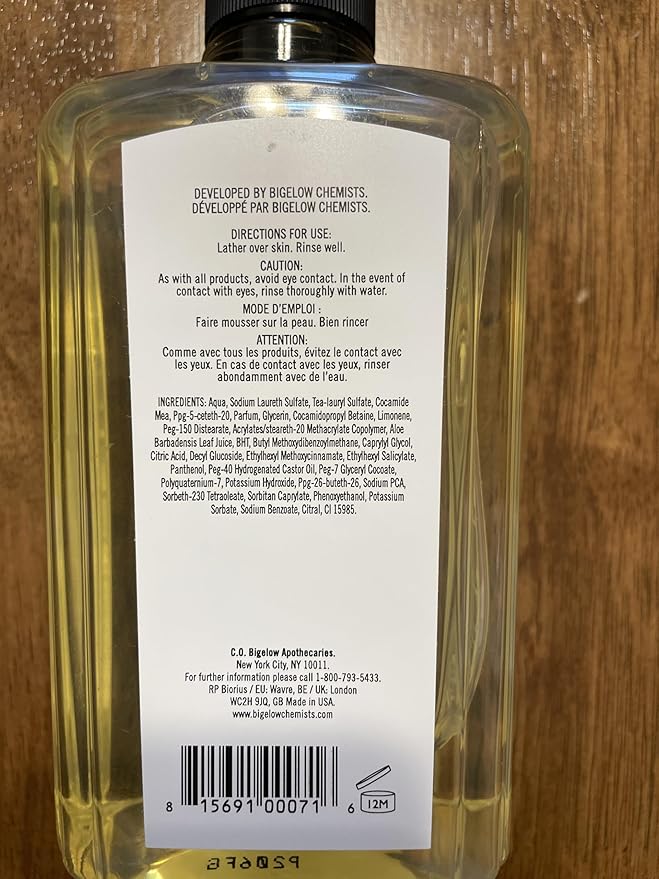 DEVELOPED BY BIGELOW CHEMISTS.
DÉVELOPPÉ PAR BIGELOW CHEMISTS.
DIRECTIONS FOR USE:
Lather over skin. Rinse well.
CAUTION:
As with all products, avoid eye contact. In the event of
contact with eyes, rinse thoroughly with water.
MODE D'EMPLOI :
Faire mousser sur la peau. Bien rincer
ATTENTION:
Comme avec tous les produits, évitez le contact avec
les yeux. En cas de contact avec les yeux, rinser
abondamment avec de l'eau.
INGREDIENTS: Aqua, Sodium Laureth Sulfate, Tea-lauryl Sulfate, Cocamide
Mea, Ppg-5-ceteth-20, Parfum, Glycerin, Cocamidopropyl Betaine, Limonene,
Peg-150 Distearate, Acrylates/steareth-20 Methacrylate Copolymer, Aloe
Barbadensis Leaf Juice, BHT, Butyl Methoxydibenzoylmethane, Caprylyl Glycol,
Citric Acid, Decyl Glucoside, Ethylhexyl Methoxycinnamate, Ethylhexyl Salicylate,
Panthenol, Peg-40 Hydrogenated Castor Oil, Peg-7 Glyceryl Cocoate,
Polyquaternium-7, Potassium Hydroxide, Ppg-26-buteth-26, Sodium PCA,
Sorbeth-230 Tetraoleate, Sorbitan Caprylate, Phenoxyethanol, Potassium
Sorbate, Sodium Benzoate, Citral, CI 15985.
C.O. Bigelow Apothecaries.
New York City, NY 10011.
For further information please call 1-800-793-5433.
RP Biorius / EU: Wavre, BE / UK: London
WC2H 9JQ, GB Made in USA.
www.bigelowchemists.com
8 15691 00071 6
12M